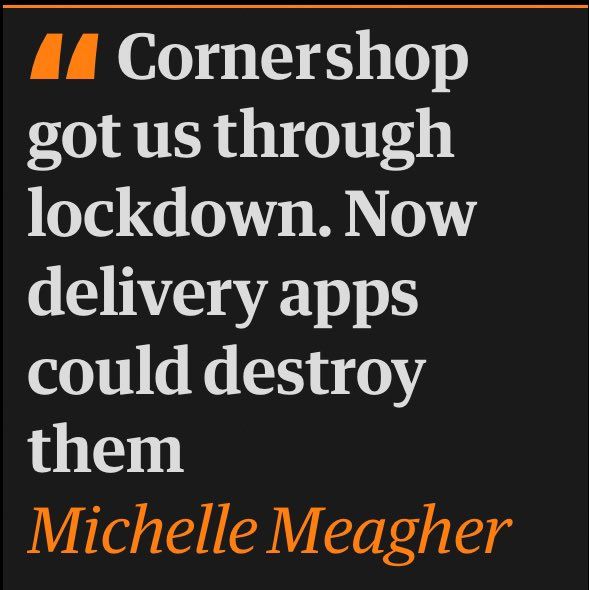 “ Cornershop
got us through
lockdown. Now
delivery apps
could destroy
them
Michelle Meagher